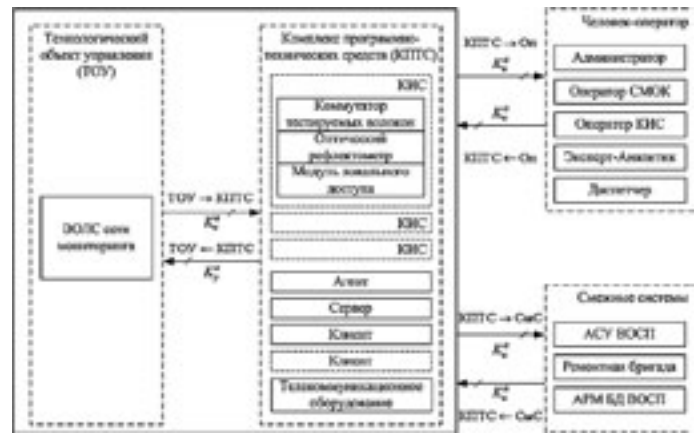 Технологический
объект управления
(ТОУ)
ВОЛС сети
мониторинга
ТОУ → КПТС
ТОУ ← КПТС
Комплекс программно-
технических средств (КПТС)
КИС
Коммутатор
тестируемых волокон
Оптический
рефлектометр
Модуль локального
доступа
КИС
КИС
Агент
Сервер
Клиент
Клиент
Телекоммуникационное
оборудование
КПТС → Оп
КПТС ← Оп
Человек-оператор
Администратор
Оператор СМОК
Оператор КИС
Эксперт-Аналитик
Диспетчер
КПТС → СмС
КПТС ← СмС
Смежные системы
АСУ ВОСП
Ремонтная бригада
АРМ БД ВОСП